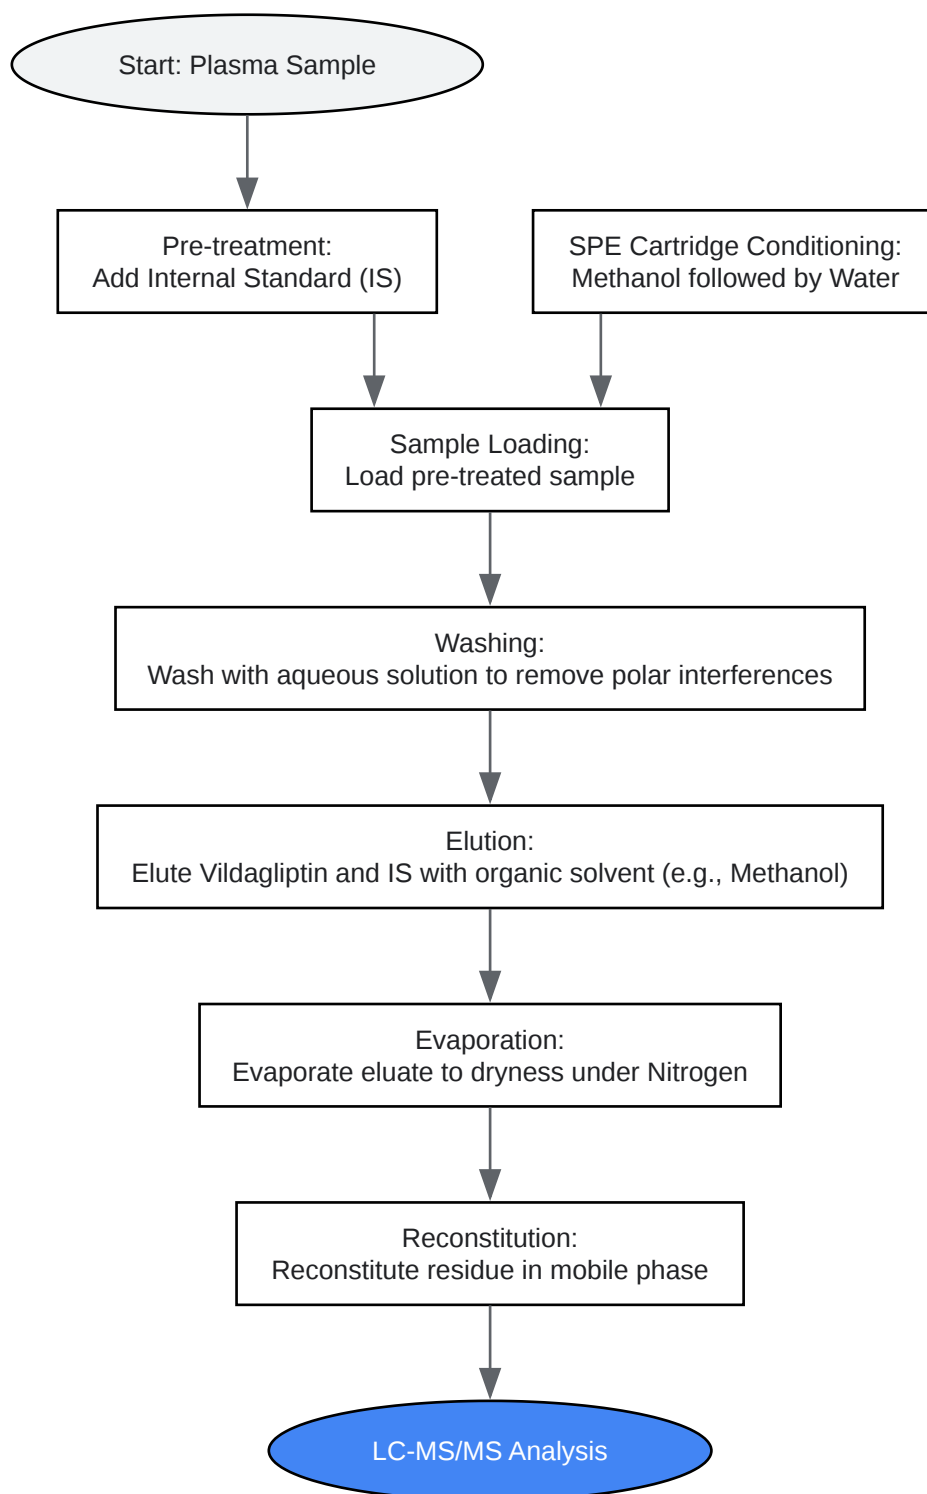 Start: Plasma Sample
Pre-treatment:
Add Internal Standard (IS)
SPE Cartridge Conditioning:
Methanol followed by Water
Sample Loading:
Load pre-treated sample
Washing:
Wash with aqueous solution to remove polar interferences
Elution:
Elute Vildagliptin and IS with organic solvent (e.g., Methanol)
Evaporation:
Evaporate eluate to dryness under Nitrogen
Reconstitution:
Reconstitute residue in mobile phase
LC-MS/MS Analysis